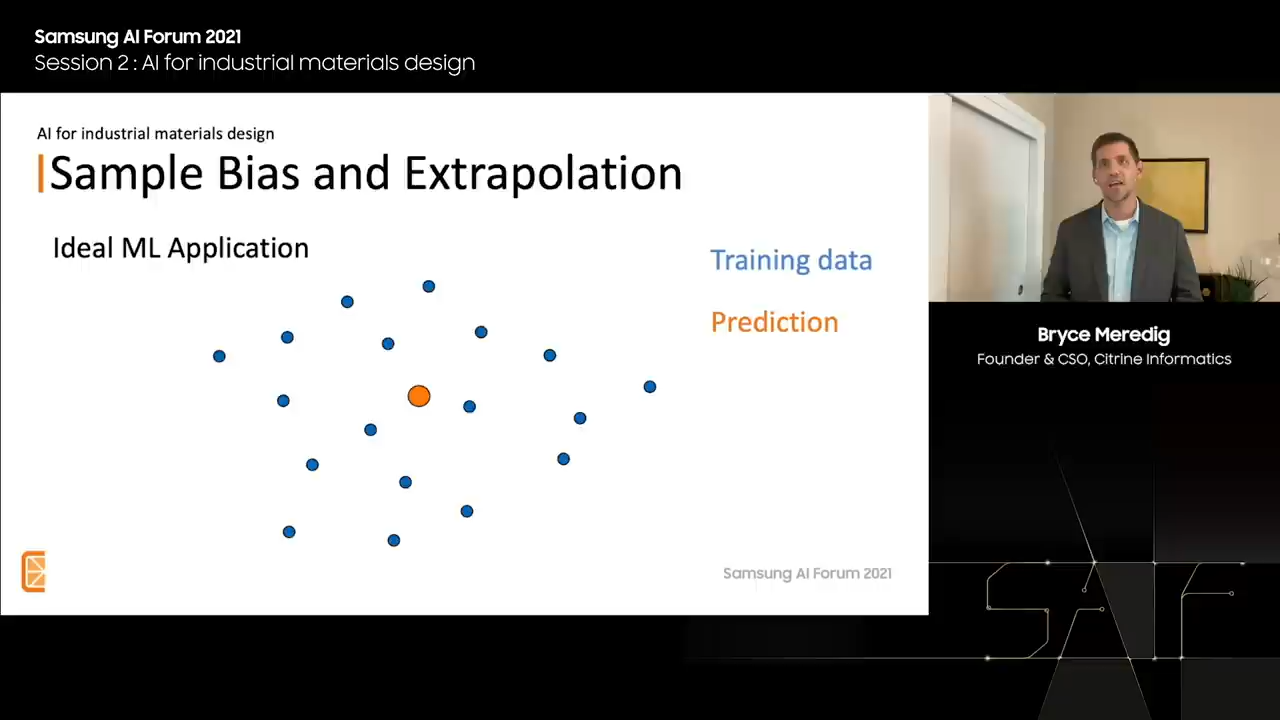 Samsung AI Forum 2021
Session 2 : AI for industrial materials design
AI for industrial materials design
Sample Bias and Extrapolation
Ideal ML Application
Training data
Prediction
Samsung AI Forum 2021
Bryce Meredig
Founder & CSO, Citrine Informatics
SAIF